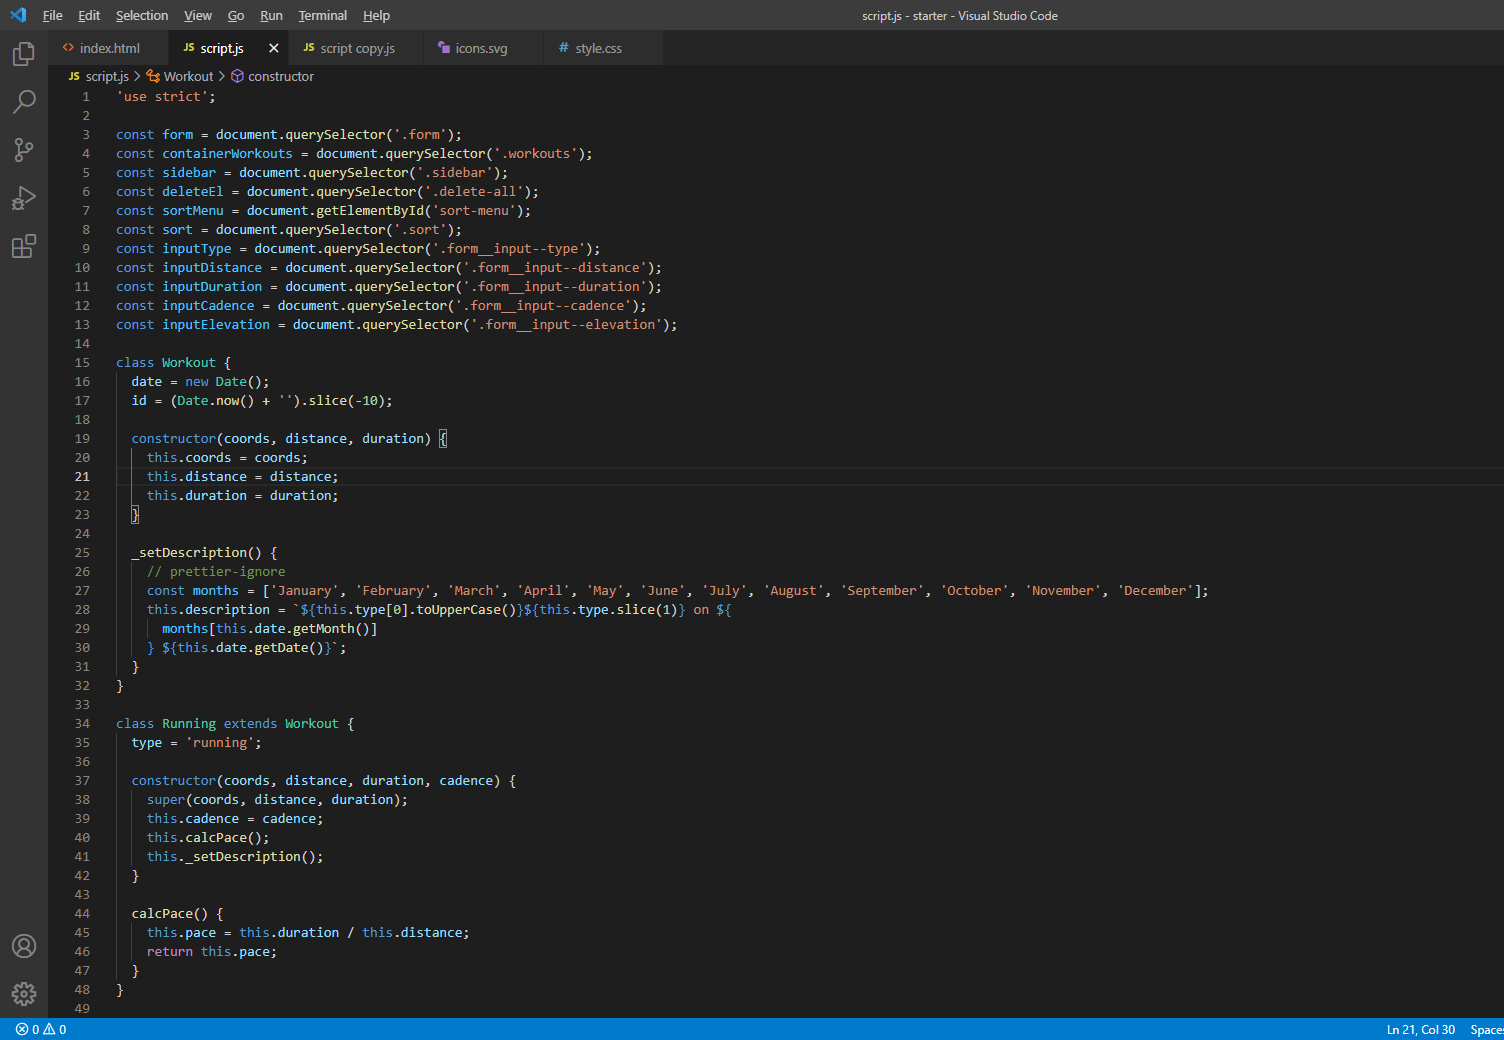 File Edit Selection View Go Run Terminal Help script.js - starter - Visual Studio Code
<> index.html JS script.js × JS script copy.js icons.svg # style.css
JS script.js > Workout > constructor
1 'use strict';
2
3 const form = document.querySelector('.form');
4 const containerWorkouts = document.querySelector('.workouts');
5 const sidebar = document.querySelector('.sidebar');
6 const deleteEl = document.querySelector('.delete-all');
7 const sortMenu = document.getElementById('sort-menu');
8 const sort = document.querySelector('.sort');
9 const inputType = document.querySelector('.form__input--type');
10 const inputDistance = document.querySelector('.form__input--distance');
11 const inputDuration = document.querySelector('.form__input--duration');
12 const inputCadence = document.querySelector('.form__input--cadence');
13 const inputElevation = document.querySelector('.form__input--elevation');
14
15 class Workout {
16   date = new Date();
17   id = (Date.now() + '').slice(-10);
18
19   constructor(coords, distance, duration) {
20     this.coords = coords;
21     this.distance = distance;
22     this.duration = duration;
23   }
24
25   _setDescription() {
26     // prettier-ignore
27     const months = ['January', 'February', 'March', 'April', 'May', 'June', 'July', 'August', 'September', 'October', 'November', 'December'];
28     this.description = `${this.type[0].toUpperCase()}${this.type.slice(1)} on ${
29       months[this.date.getMonth()]
30     } ${this.date.getDate()}`;
31   }
32 }
33
34 class Running extends Workout {
35   type = 'running';
36
37   constructor(coords, distance, duration, cadence) {
38     super(coords, distance, duration);
39     this.cadence = cadence;
40     this.calcPace();
41     this._setDescription();
42   }
43
44   calcPace() {
45     this.pace = this.duration / this.distance;
46     return this.pace;
47   }
48 }
49
0 0 Ln 21, Col 30 Spaces